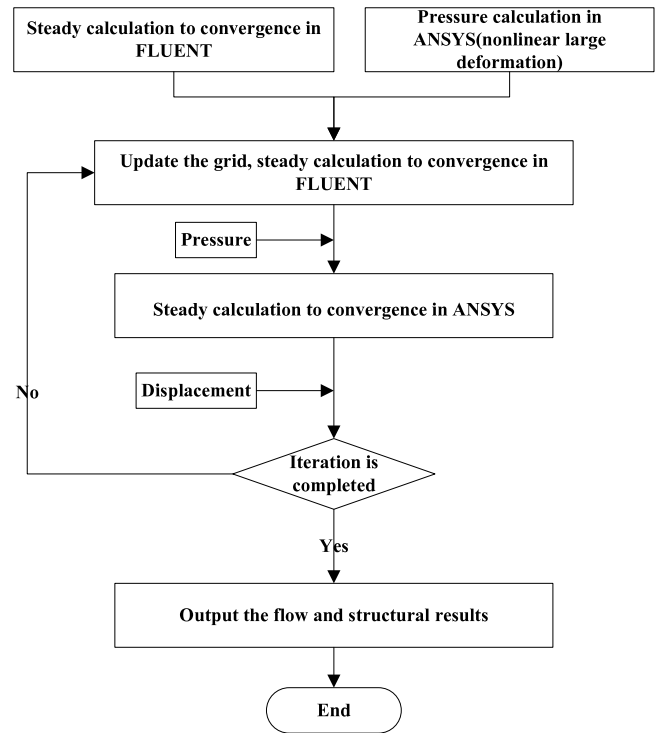 Steady calculation to convergence in
FLUENT
Pressure calculation in
ANSYS(nonlinear large
deformation)
Update the grid, steady calculation to convergence in
FLUENT
Pressure
Steady calculation to convergence in ANSYS
Displacement
No
Iteration is
completed
Yes
Output the flow and structural results
End